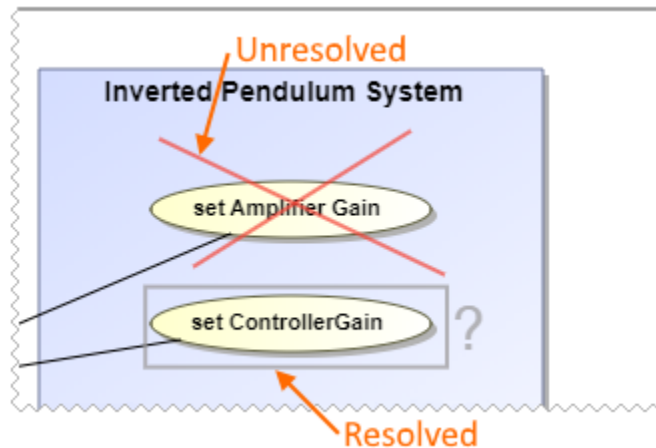 Unresolved
Inverted Pendulum System
set Amplifier Gain
set ControllerGain
?
Resolved